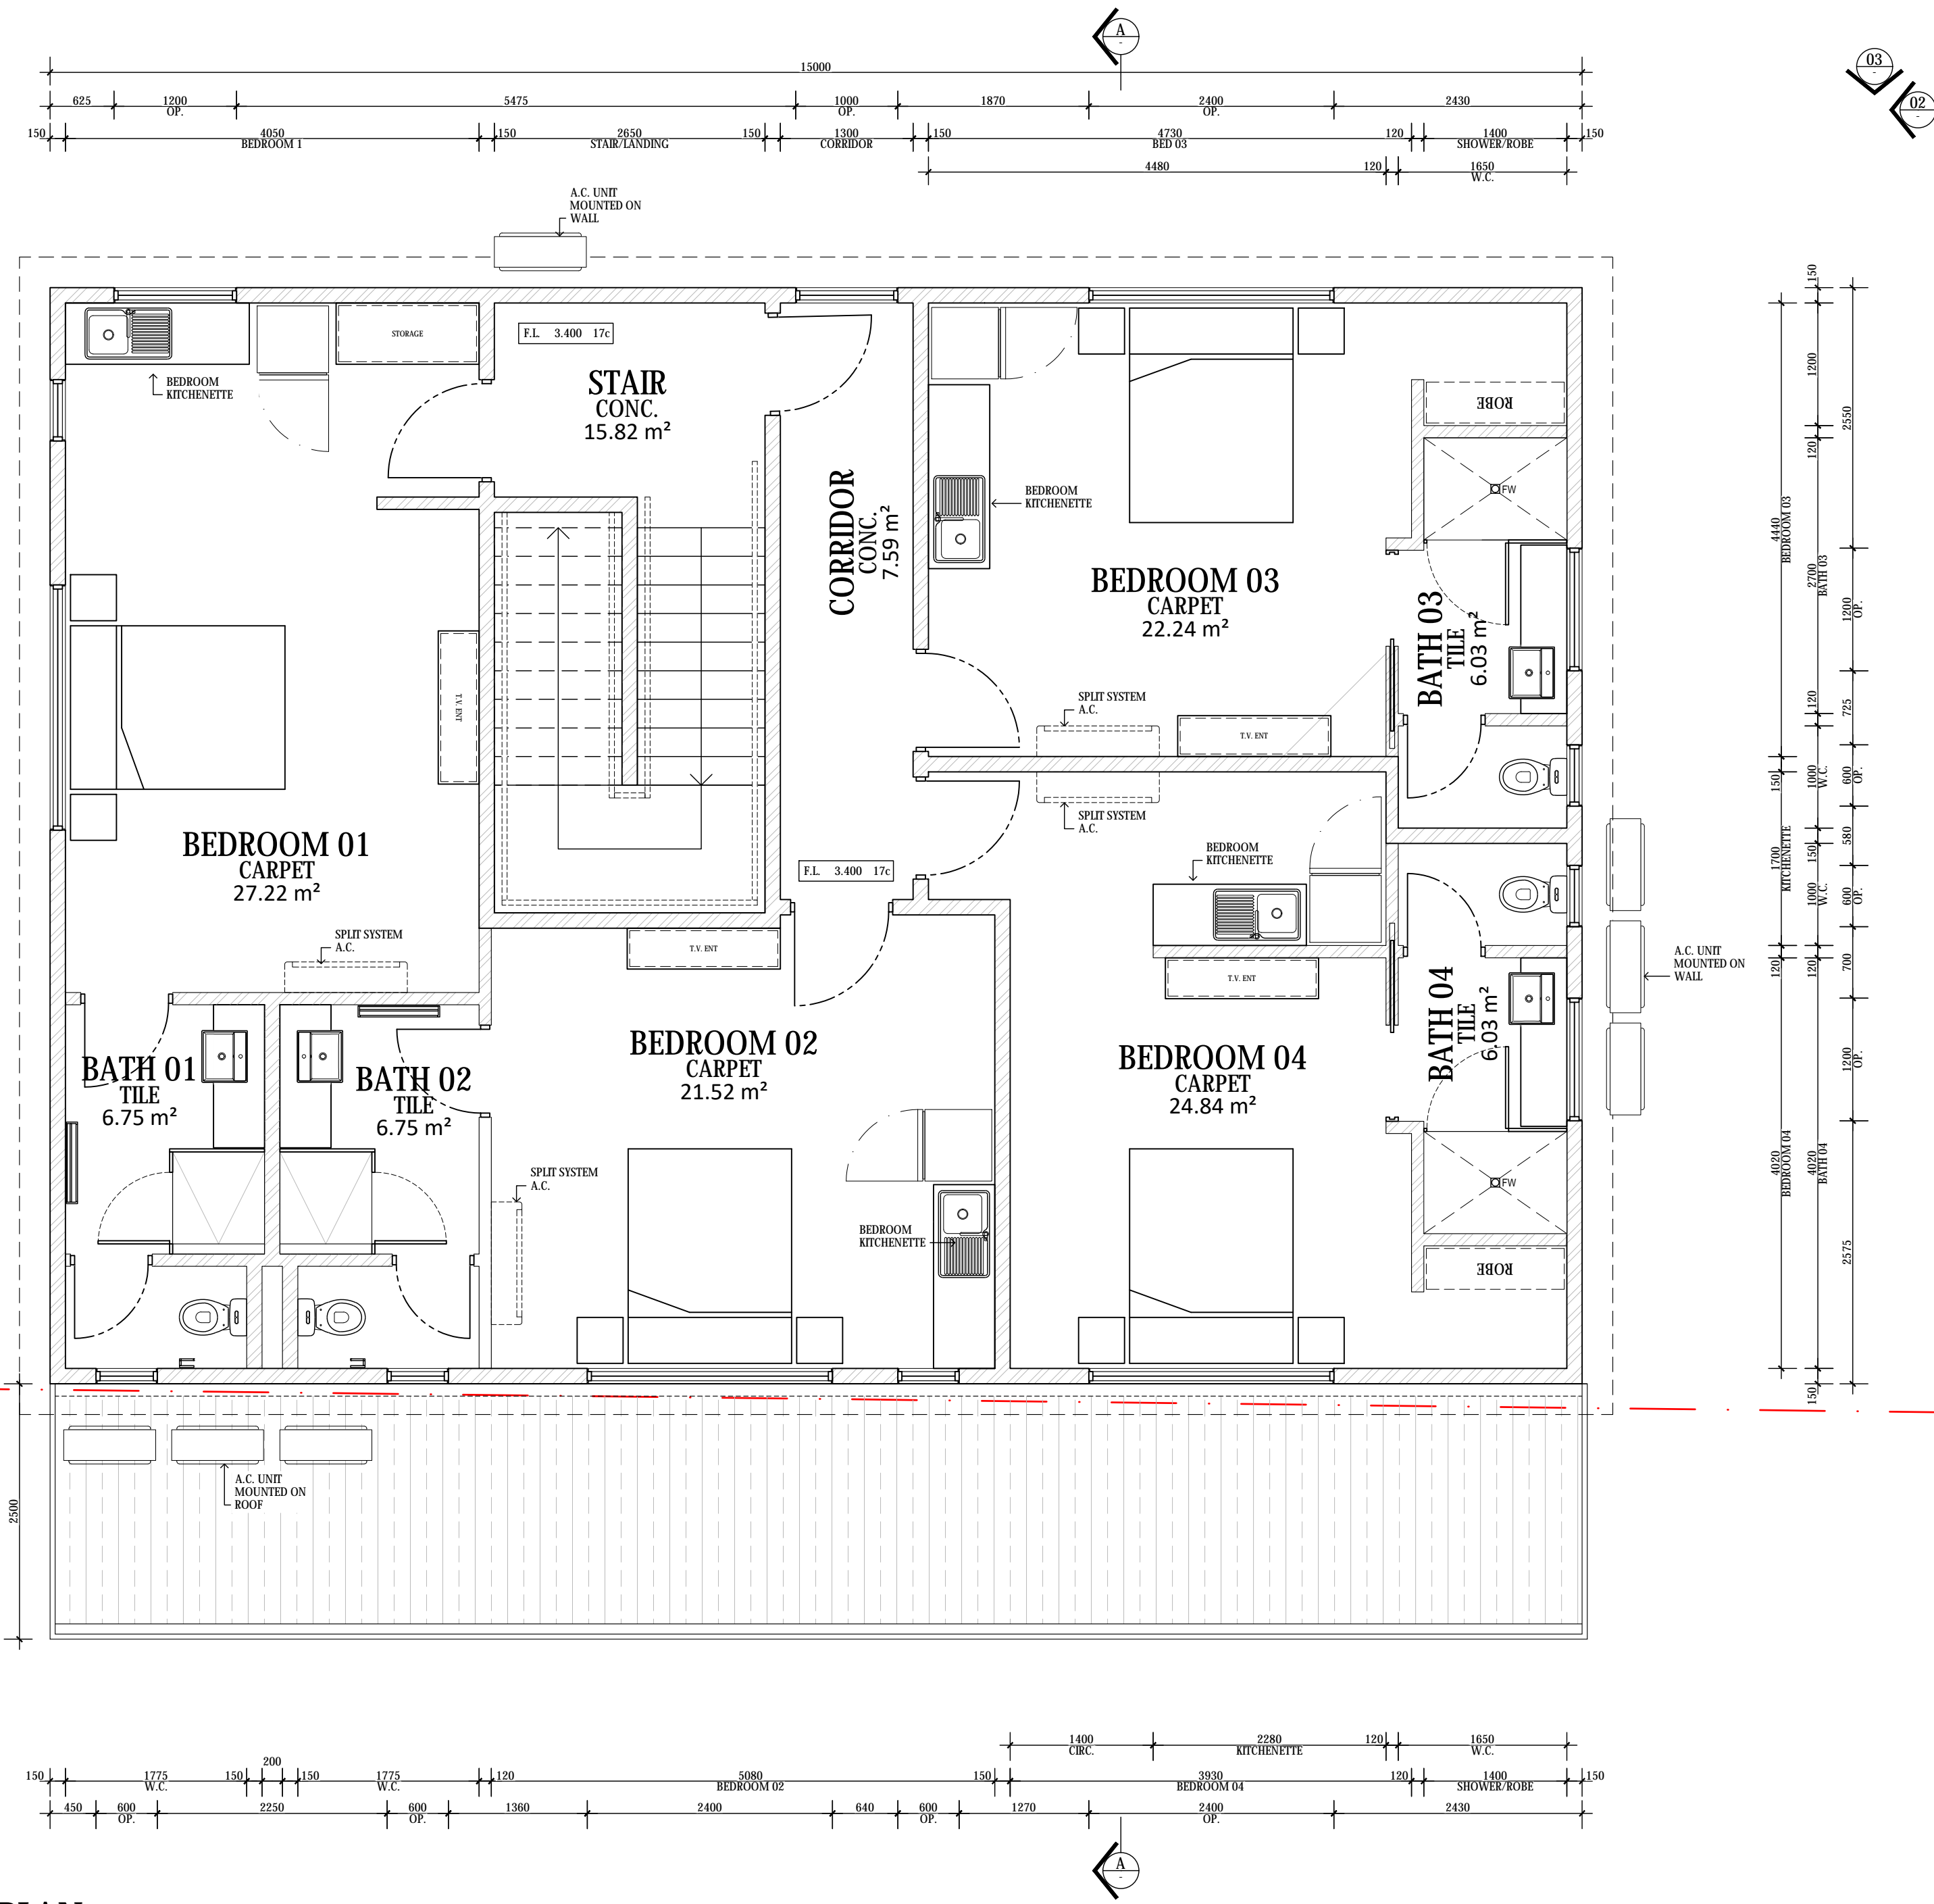 A
-
03
-
02
-
15000
625
1200
OP.
5475
1000
OP.
1870
2400
OP.
2430
150
4050
BEDROOM 1
150
2650
STAIR/LANDING
150
1300
CORRIDOR
150
4730
BED 03
120
1400
SHOWER/ROBE
150
4480
120
1650
W.C.
A.C. UNIT
MOUNTED ON
WALL
STORAGE
BEDROOM
KITCHENETTE
F.L. 3.400 17c
STAIR
CONC.
15.82 m²
CORRIDOR
CONC.
7.59 m²
BEDROOM
KITCHENETTE
ROBE
FW
BEDROOM 03
CARPET
22.24 m²
BATH 03
TILE
6.03 m²
SPLIT SYSTEM
A.C.
T.V. ENT
T.V. ENT
SPLIT SYSTEM
A.C.
BEDROOM 01
CARPET
27.22 m²
F.L. 3.400 17c
BEDROOM
KITCHENETTE
SPLIT SYSTEM
A.C.
T.V. ENT
T.V. ENT
A.C. UNIT
MOUNTED ON
WALL
BATH 01
TILE
6.75 m²
BATH 02
TILE
6.75 m²
BEDROOM 02
CARPET
21.52 m²
BEDROOM 04
CARPET
24.84 m²
BATH 04
TILE
6.03 m²
SPLIT SYSTEM
A.C.
BEDROOM
KITCHENETTE
FW
ROBE
A.C. UNIT
MOUNTED ON
ROOF
2500
4440
BEDROOM 03
150
1700
KITCHENETTE
120
4020
BEDROOM 04
150
1200
120
2700
BATH 03
120
1000
W.C.
150
1000
W.C.
120
4020
BATH 04
150
2550
1200
OP.
725
600
OP.
580
600
OP.
700
1200
OP.
2575
1400
CIRC.
2280
KITCHENETTE
120
1650
W.C.
150
1775
W.C.
150
200
150
1775
W.C.
120
5080
BEDROOM 02
150
3930
BEDROOM 04
120
1400
SHOWER/ROBE
150
450
600
OP.
2250
600
OP.
1360
2400
640
600
OP.
1270
2400
OP.
2430
A
-